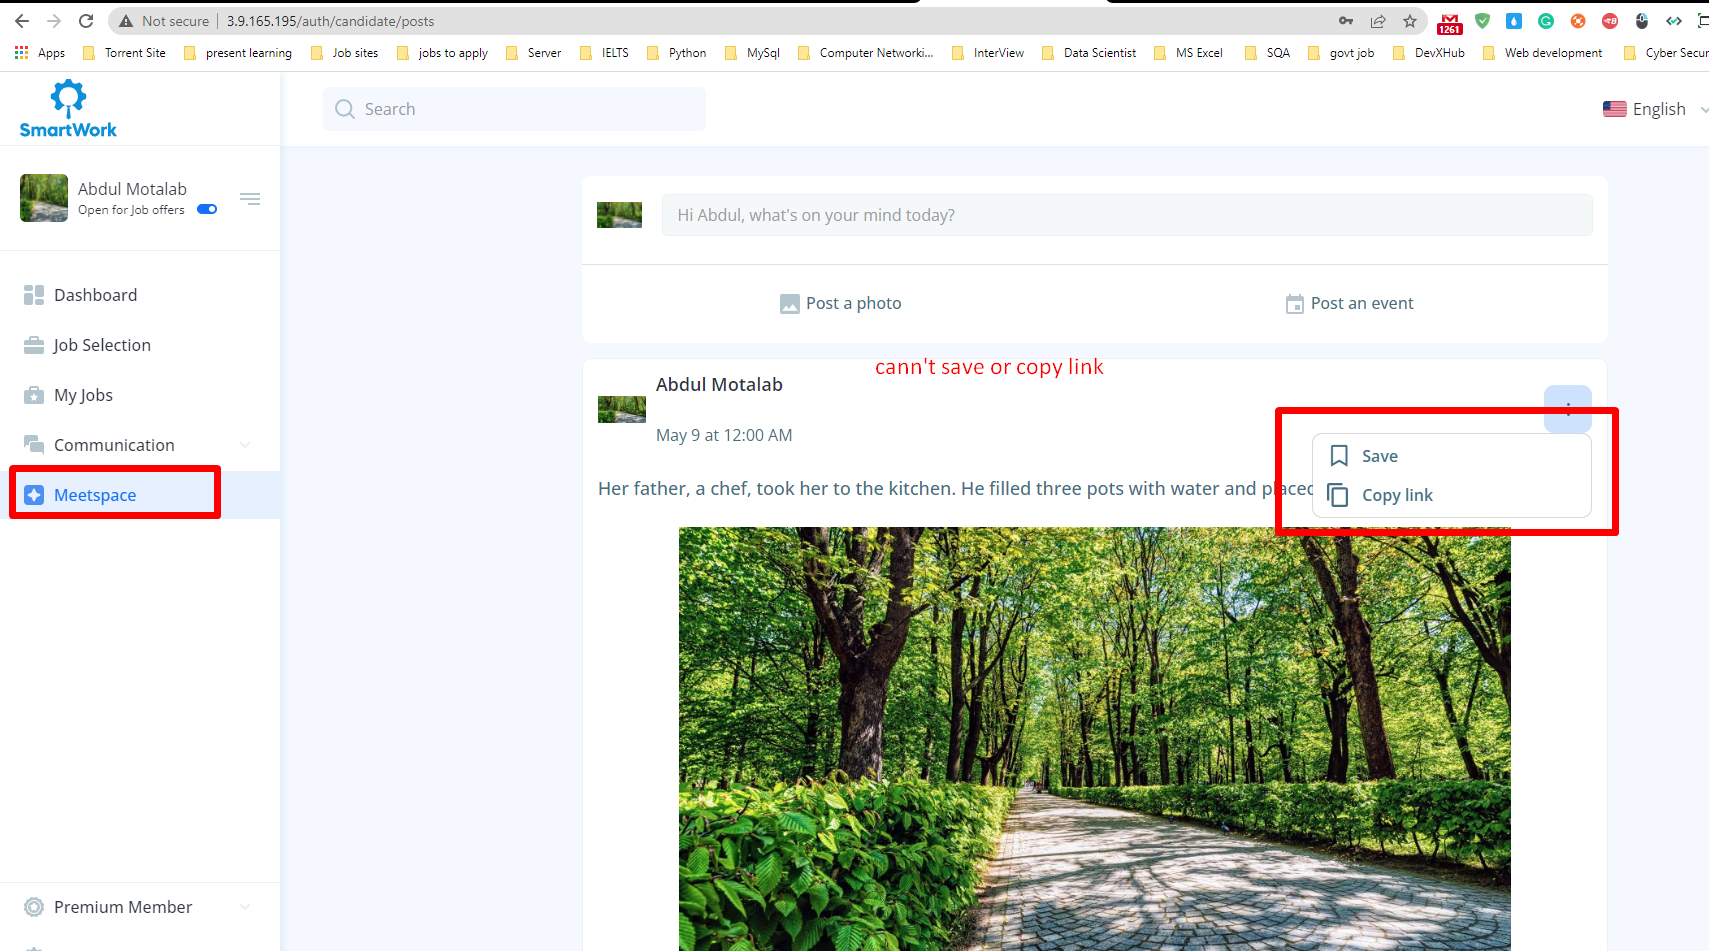 Not secure | 3.9.165.195/auth/candidate/posts
1261
Apps Torrent Site present learning Job sites jobs to apply Server IELTS Python MySql Computer Networki... InterView Data Scientist MS Excel SQA govt job DevXHub Web development Cyber Secur
SmartWork
Search
English
Abdul Motalab
Open for Job offers
Hi Abdul, what's on your mind today?
Dashboard
Post a photo
Post an event
Job Selection
cann't save or copy link
My Jobs
Abdul Motalab
Communication
May 9 at 12:00 AM
Save
Meetspace
Her father, a chef, took her to the kitchen. He filled three pots with water and placed
Copy link
Premium Member